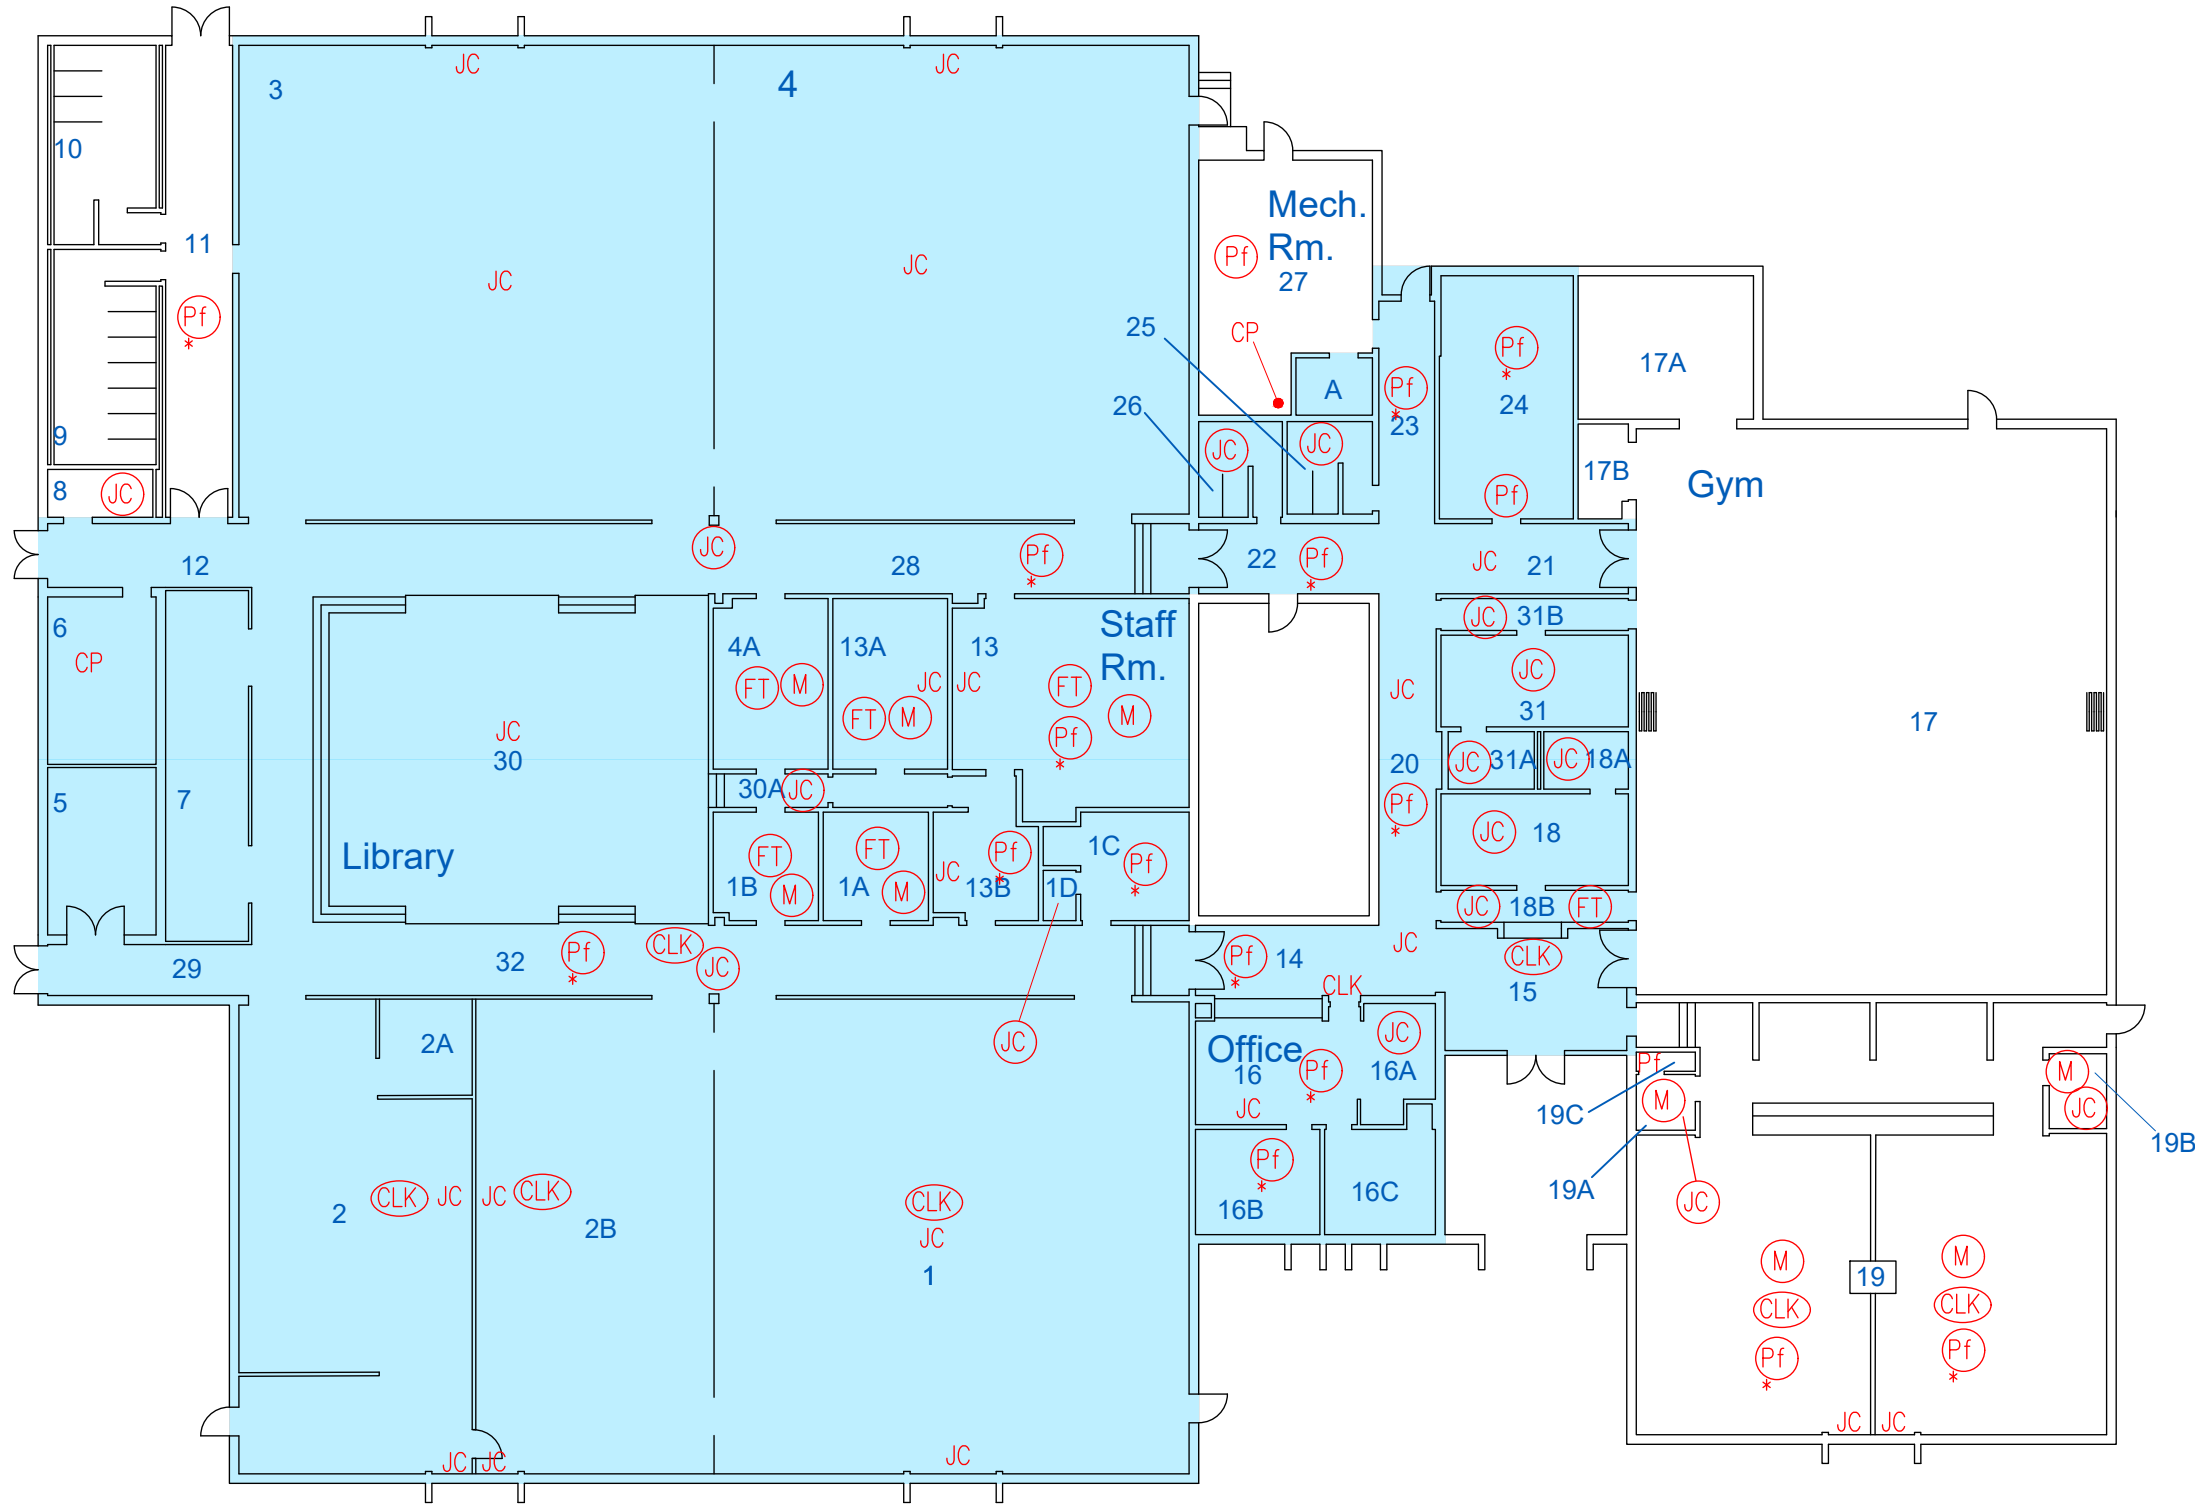 JC
JC
3
4
10
Mech.
Rm.
11
Pf
27
JC
JC
Pf
*
25
CP
Pf
*
17A
A
Pf
*
24
26
23
9
JC
JC
17B
Gym
8
JC
Pf
JC
Pf
*
12
28
22
Pf
*
JC
21
6
CP
4A
13A
13
Staff
Rm.
JC
31B
FT
M
JC
JC
FT
JC
JC
FT
M
Pf
*
M
31
17
JC
30
30A
JC
20
JC
31A
JC
18A
5
7
Pf
*
Library
FT
FT
Pf
*
1C
Pf
*
JC
18
1B
M
1A
M
JC
13B
1D
JC
18B
FT
29
32
Pf
*
CLK
JC
Pf
*
14
JC
CLK
CLK
15
2A
JC
Office
16
Pf
*
JC
16A
JC
Pf
M
19C
M
JC
19B
2
CLK
JC
JC
CLK
2B
CLK
JC
1
Pf
*
16B
16C
19A
JC
M
CLK
Pf
*
19
M
CLK
Pf
*
JC
JC
JC
JC
JC